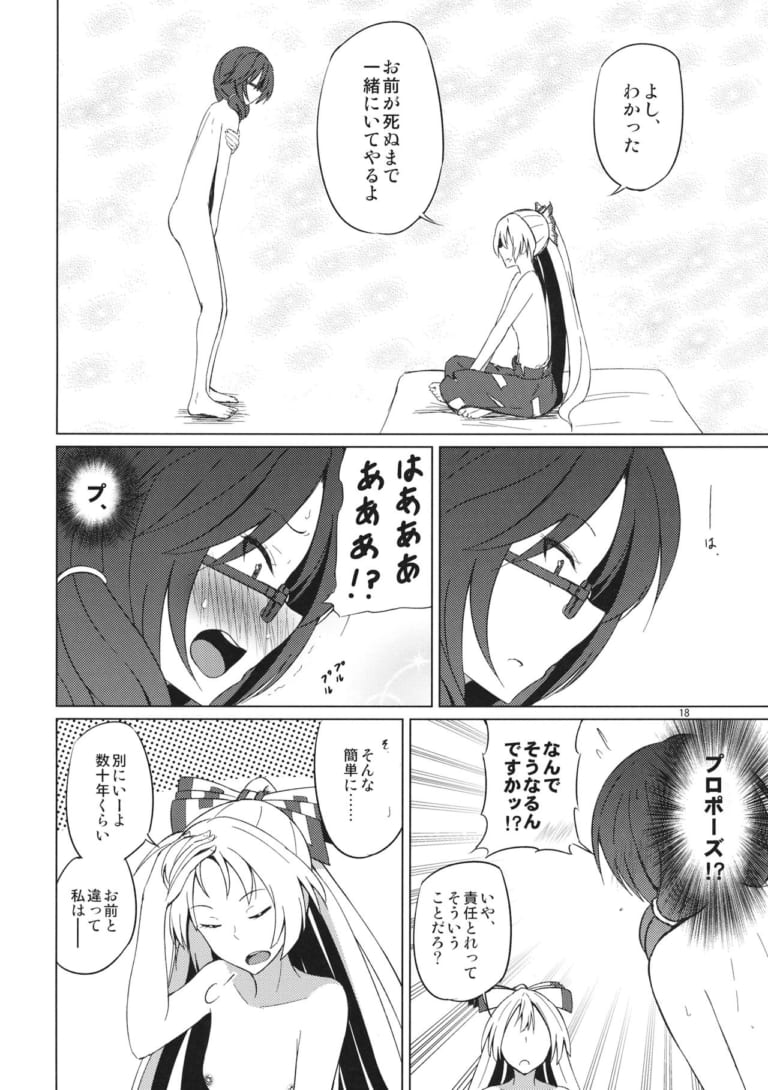 よし、
わかった
お前が死ぬまで
一緒にいてやるよ
――は
はああぁ
あああ!?
プルプル
プ、
プロポーズ!?
なんで
そうなるん
ですかッ!?
いや、
責任とれって
そういう
ことだろ?
そ
そんな
簡単に……
別にいーよ
数十年くらい
お前と
違って
私は――
18